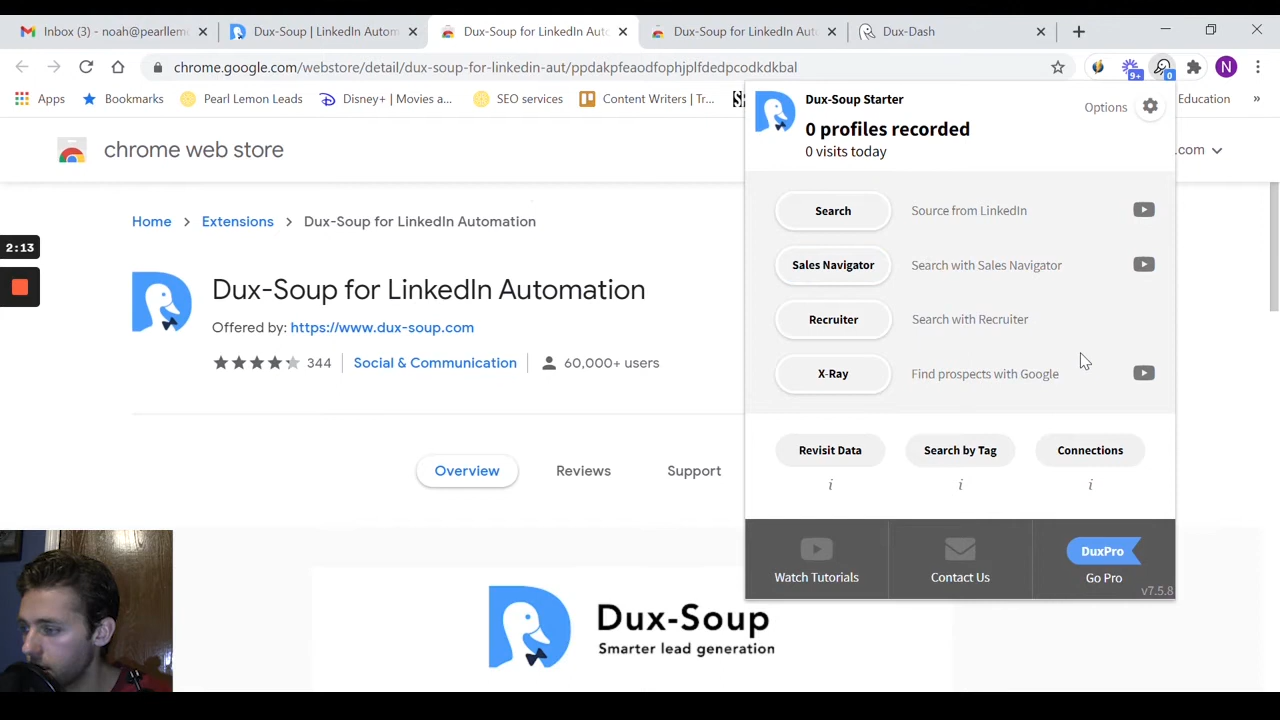 Inbox (3) - noah@pearlleme
Dux-Soup | LinkedIn Autom
Dux-Soup for LinkedIn Auto
Dux-Soup for LinkedIn Auto
Dux-Dash
chrome.google.com/webstore/detail/dux-soup-for-linkedin-aut/ppdakpfeaodfophjplfdedpcodkdkbal
9+
0
N
Apps
Bookmarks
Pearl Lemon Leads
Disney+ | Movies a...
SEO services
Content Writers | Tr...
Education
»
chrome web store
.com
Home > Extensions > Dux-Soup for LinkedIn Automation
2:13
Dux-Soup for LinkedIn Automation
Offered by: https://www.dux-soup.com
344 | Social & Communication | 60,000+ users
Overview
Reviews
Support
Dux-Soup
Smarter lead generation
Dux-Soup Starter
0 profiles recorded
0 visits today
Options
Search
Source from LinkedIn
Sales Navigator
Search with Sales Navigator
Recruiter
Search with Recruiter
X-Ray
Find prospects with Google
Revisit Data
Search by Tag
Connections
i
i
i
Watch Tutorials
Contact Us
DuxPro
Go Pro
v7.5.8